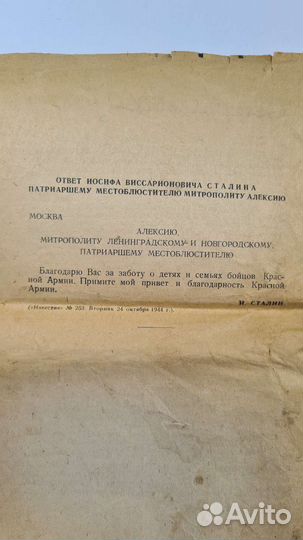 ОТВЕТ ИОСИФА ВИССАРИОНОВИЧА СТАЛИНА
ПАТРИАРШЕМУ МЕСТОБЛЮСТИТЕЛЮ МИТРОПОЛИТУ АЛЕКСИЮ
МОСКВА
АЛЕКСИЮ,
МИТРОПОЛИТУ ЛЕНИНГРАДСКОМУ И НОВГОРОДСКОМУ,
ПАТРИАРШЕМУ МЕСТОБЛЮСТИТЕЛЮ
Благодарю Вас за заботу о детях и семьях бойцов Крас-
ной Армии. Примите мой привет и благодарность Красной
Армии.
И. СТАЛИН
(«Известия» № 253. Вторник 24 октября 1944 г.).
Avito